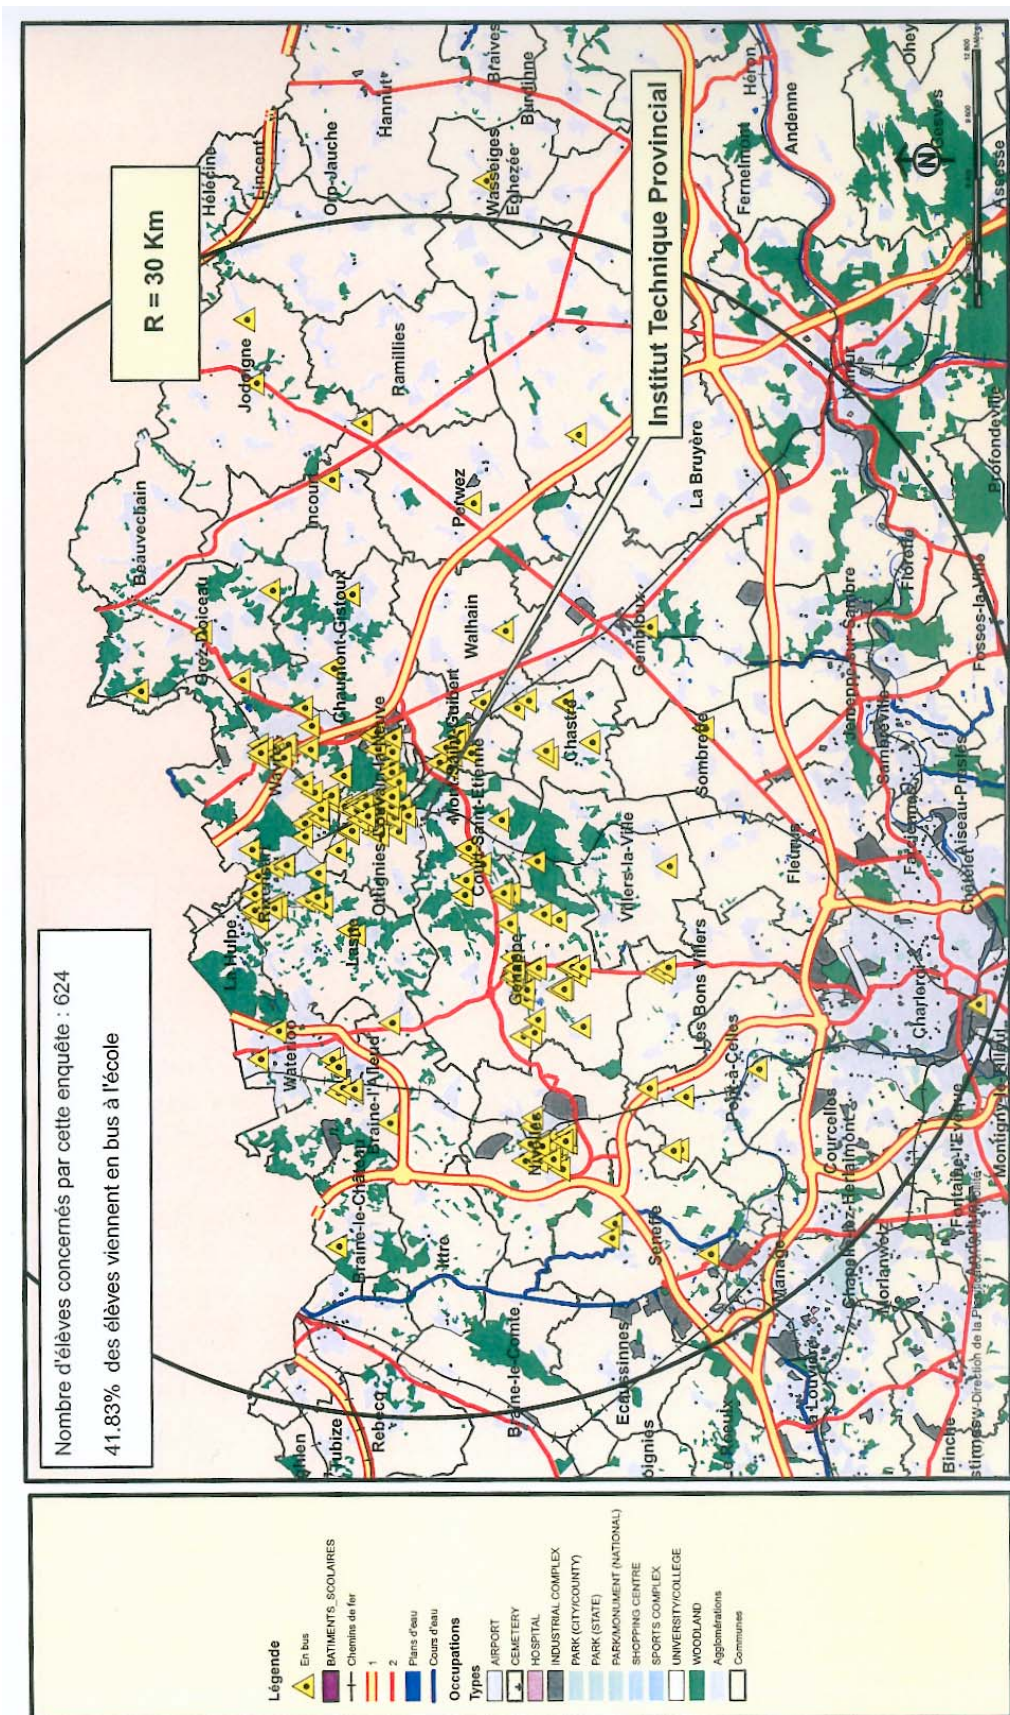 Nombre d'élèves concernés par cette enquête : 624
41.83% des élèves viennent en bus à l'école
R = 30 Km
Institut Technique Provincial
Hélécine
Lincent
Orp-Jauche
Hannut
Braives
Burdinne
Wasseiges
Eghezée
Héron
Andenne
Fernelmont
Ohey
Gesves
Assesse
N
Jodoigne
Ramillies
Beauvechain
Incourt
Perwez
La Bruyère
Namur
Profondeville
Grez-Doiceau
Chaumont-Gistoux
Walhain
Gembloux
Floreffe
Jemeppe-sur-Sambre
Fosses-la-Ville
Wavre
Ottignies-Louvain-la-Neuve
Mont-Saint-Guibert
Court-Saint-Etienne
Chastre
Sombreffe
Sambreville
Aiseau-Presles
Farciennes
Châtelet
Fleurus
Rixensart
La Hulpe
Lasne
Villers-la-Ville
Genappe
Les Bons Villers
Charleroi
Waterloo
Braine-l'Alleud
Nivelles
Pont-à-Celles
Courcelles
Montigny-le-Tilleul
Fontaine-l'Evêque
Braine-le-Château
Ittre
Seneffe
Manage
Chapelle-lez-Herlaimont
Morlanwelz
Tubize
Rebecq
Braine-le-Comte
Ecaussinnes
La Louvière
Binche
Légende
En bus
BATIMENTS_SCOLAIRES
Chemins de fer
1
2
Plans d'eau
Cours d'eau
Occupations
Types
AIRPORT
CEMETERY
HOSPITAL
INDUSTRIAL COMPLEX
PARK (CITY/COUNTY)
PARK (STATE)
PARK/MONUMENT (NATIONAL)
SHOPPING CENTRE
SPORTS COMPLEX
UNIVERSITY/COLLEGE
WOODLAND
Agglomérations
Communes